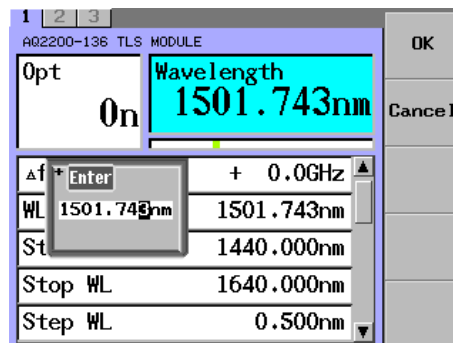 1 2 3
AQ2200-136 TLS MODULE
OK
Opt
On
Wavelength
1501.743nm
Cancel
Δf + 0.0GHz
Enter
WL 1501.743nm
1501.743nm
St 1440.000nm
Stop WL 1640.000nm
Step WL 0.500nm